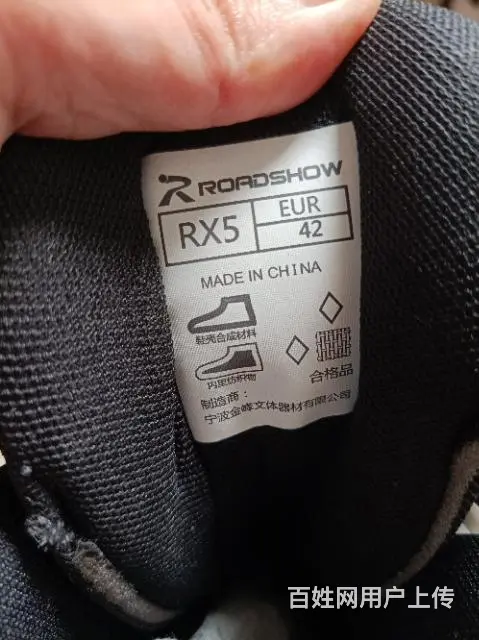 ROADSHOW
RX5
EUR
42
MADE IN CHINA
鞋壳合成材料
内里纺织物
合格品
制造商：
宁波金峰文体器材有限公司
百姓网用户上传